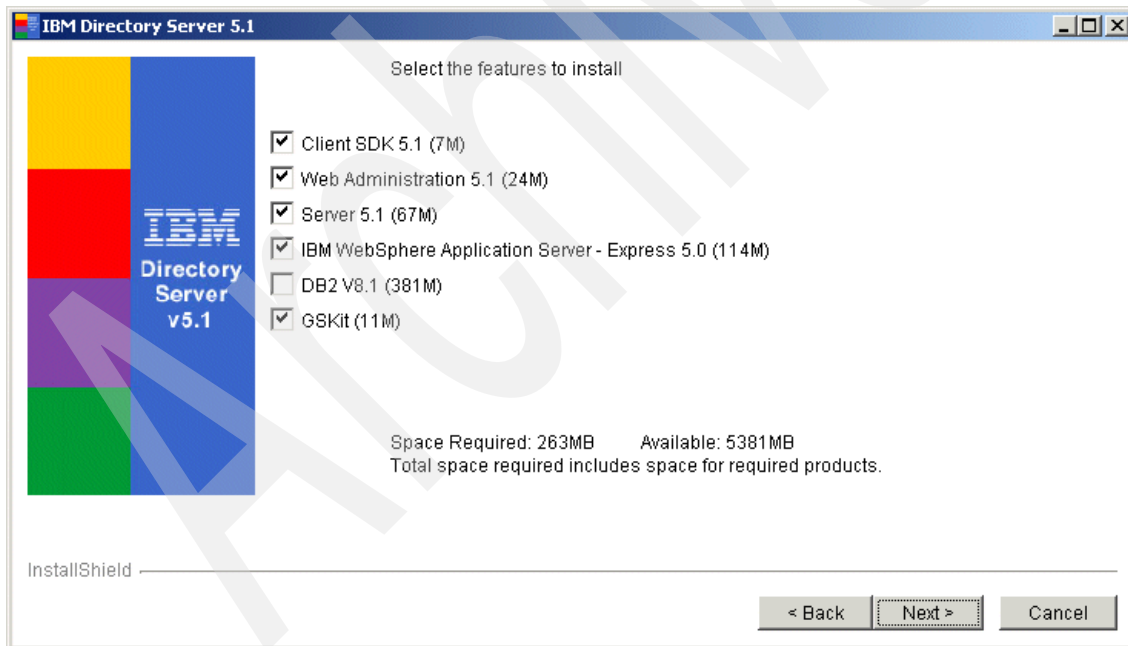 IBM Directory Server 5.1
Select the features to install
Client SDK 5.1 (7M)
Web Administration 5.1 (24M)
Server 5.1 (67M)
IBM WebSphere Application Server - Express 5.0 (114M)
DB2 V8.1 (381M)
GSKit (11M)
IBM
Directory
Server
v5.1
Space Required: 263MB Available: 5381MB
Total space required includes space for required products.
InstallShield
< Back Next > Cancel